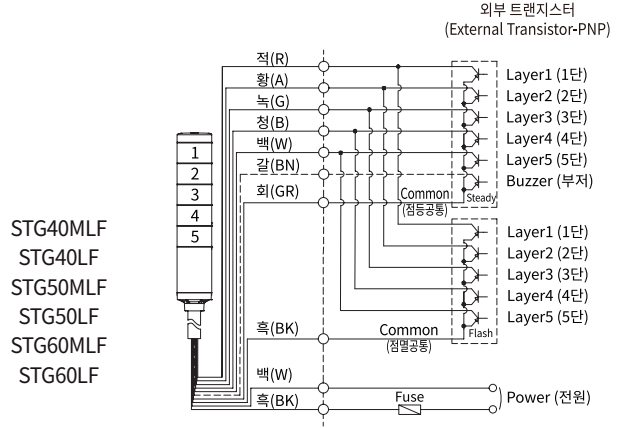 외부 트랜지스터
(External Transistor-PNP)
적(R)
황(A)
녹(G)
청(B)
백(W)
갈(BN)
회(GR)
Common
(점등공통)
Steady
Layer1 (1단)
Layer2 (2단)
Layer3 (3단)
Layer4 (4단)
Layer5 (5단)
Buzzer (부저)
1
2
3
4
5
STG40MLF
STG40LF
STG50MLF
STG50LF
STG60MLF
STG60LF
Layer1 (1단)
Layer2 (2단)
Layer3 (3단)
Layer4 (4단)
Layer5 (5단)
흑(BK)
Common
(점멸공통)
Flash
백(W)
흑(BK)
Fuse
Power (전원)